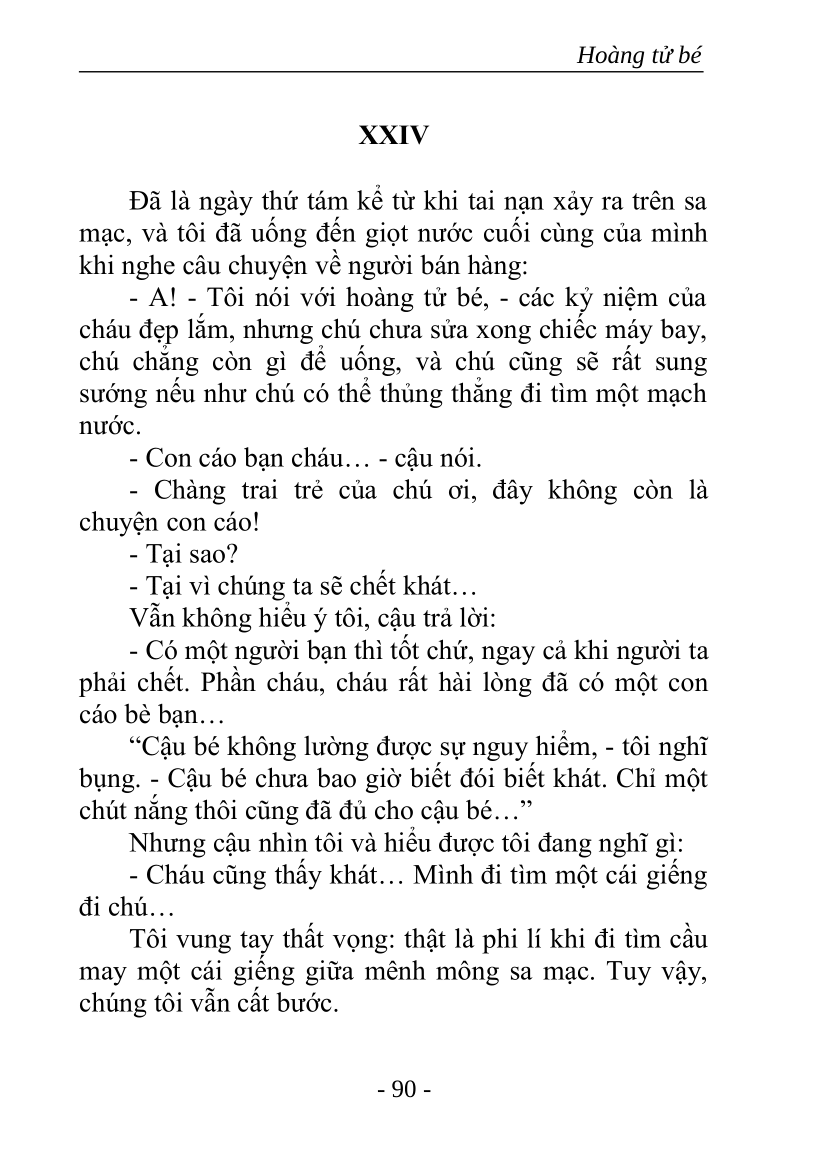 Hoàng tử bé
XXIV
Đã là ngày thứ tám kể từ khi tai nạn xảy ra trên sa
mạc, và tôi đã uống đến giọt nước cuối cùng của mình
khi nghe câu chuyện về người bán hàng:
- A! - Tôi nói với hoàng tử bé, - các kỷ niệm của
cháu đẹp lắm, nhưng chú chưa sửa xong chiếc máy bay,
chú chẳng còn gì để uống, và chú cũng sẽ rất sung
sướng nếu như chú có thể thủng thẳng đi tìm một mạch
nước.
- Con cáo bạn cháu… - cậu nói.
- Chàng trai trẻ của chú ơi, đây không còn là
chuyện con cáo!
- Tại sao?
- Tại vì chúng ta sẽ chết khát…
Vẫn không hiểu ý tôi, cậu trả lời:
- Có một người bạn thì tốt chứ, ngay cả khi người ta
phải chết. Phần cháu, cháu rất hài lòng đã có một con
cáo bè bạn…
“Cậu bé không lường được sự nguy hiểm, - tôi nghĩ
bụng. - Cậu bé chưa bao giờ biết đói biết khát. Chỉ một
chút nắng thôi cũng đã đủ cho cậu bé…”
Nhưng cậu nhìn tôi và hiểu được tôi đang nghĩ gì:
- Cháu cũng thấy khát… Mình đi tìm một cái giếng
đi chú…
Tôi vung tay thất vọng: thật là phi lí khi đi tìm cầu
may một cái giếng giữa mênh mông sa mạc. Tuy vậy,
chúng tôi vẫn cất bước.
- 90 -